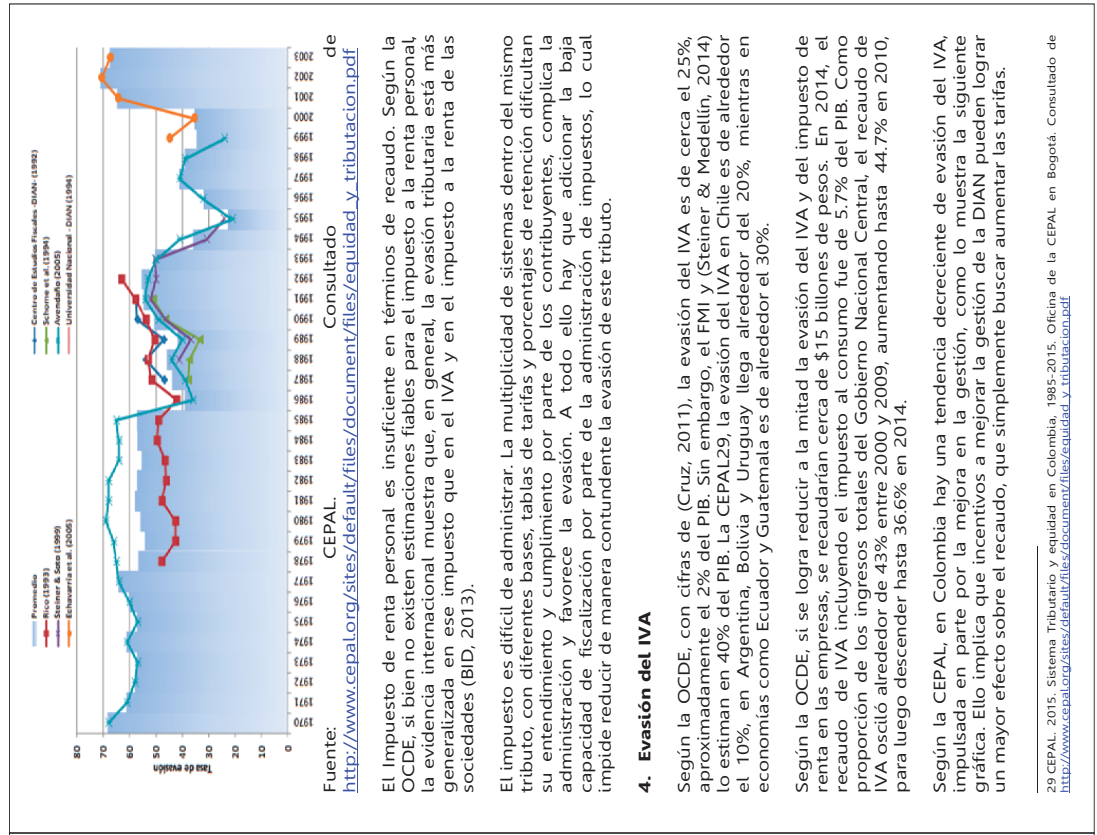 Promedio
Centro de Estudios Fiscales -DIAN- (1992)
Rico (1993)
Schome et al. (1994)
Steiner & Soto (1999)
Avendaño (2005)
Echavarría et al. (2005)
Universidad Nacional - DIAN (1994)
Tasa de evasión
80
70
60
50
40
30
20
10
0
1970 1971 1972 1973 1974 1975 1976 1977 1978 1979 1980 1981 1982 1983 1984 1985 1986 1987 1988 1989 1990 1991 1992 1993 1994 1995 1996 1997 1998 1999 2000 2001 2002 2003
Fuente: CEPAL. Consultado de
http://www.cepal.org/sites/default/files/document/files/equidad_y_tributacion.pdf
El Impuesto de renta personal es insuficiente en términos de recaudo. Según la
OCDE, si bien no existen estimaciones fiables para el impuesto a la renta personal,
la evidencia internacional muestra que, en general, la evasión tributaria está más
generalizada en ese impuesto que en el IVA y en el impuesto a la renta de las
sociedades (BID, 2013).
El impuesto es difícil de administrar. La multiplicidad de sistemas dentro del mismo
tributo, con diferentes bases, tablas de tarifas y porcentajes de retención dificultan
su entendimiento y cumplimiento por parte de los contribuyentes, complica la
administración y favorece la evasión. A todo ello hay que adicionar la baja
capacidad de fiscalización por parte de la administración de impuestos, lo cual
impide reducir de manera contundente la evasión de este tributo.
4. Evasión del IVA
Según la OCDE, con cifras de (Cruz, 2011), la evasión del IVA es de cerca el 25%,
aproximadamente el 2% del PIB. Sin embargo, el FMI y (Steiner & Medellín, 2014)
lo estiman en 40% del PIB. La CEPAL29, la evasión del IVA en Chile es de alrededor
el 10%, en Argentina, Bolivia y Uruguay llega alrededor del 20%, mientras en
economías como Ecuador y Guatemala es de alrededor el 30%.
Según la OCDE, si se logra reducir a la mitad la evasión del IVA y del impuesto de
renta en las empresas, se recaudarían cerca de $15 billones de pesos. En 2014, el
recaudo de IVA incluyendo el impuesto al consumo fue de 5.7% del PIB. Como
proporción de los ingresos totales del Gobierno Nacional Central, el recaudo de
IVA osciló alrededor de 43% entre 2000 y 2009, aumentando hasta 44.7% en 2010,
para luego descender hasta 36.6% en 2014.
Según la CEPAL, en Colombia hay una tendencia decreciente de evasión del IVA,
impulsada en parte por la mejora en la gestión, como lo muestra la siguiente
gráfica. Ello implica que incentivos a mejorar la gestión de la DIAN pueden lograr
un mayor efecto sobre el recaudo, que simplemente buscar aumentar las tarifas.
29 CEPAL. 2015. Sistema Tributario y equidad en Colombia, 1985-2015. Oficina de la CEPAL en Bogotá. Consultado de
http://www.cepal.org/sites/default/files/document/files/equidad_y_tributacion.pdf